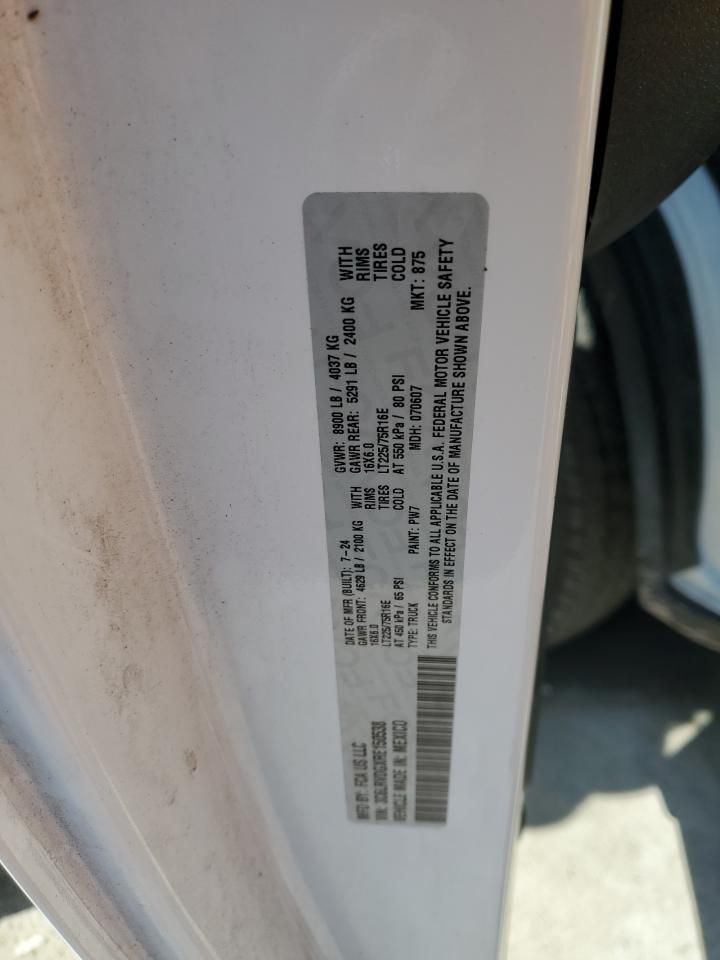 MFD BY: FCA US LLC
DATE OF MFR (BUILT): 7-24
GVWR: 8900 LB / 4037 KG
GAWR FRONT: 4629 LB / 2100 KG WITH
GAWR REAR: 5291 LB / 2400 KG WITH
16X6.0 RIMS
16X6.0 RIMS
LT225/75R16E TIRES
LT225/75R16E TIRES
AT 450 kPa / 65 PSI COLD
AT 550 kPa / 80 PSI COLD
VIN: 3C6LRVDGXRE150538
TYPE: TRUCK PAINT: PW7 MDH: 070607 MKT: 875
VEHICLE MADE IN: MEXICO
THIS VEHICLE CONFORMS TO ALL APPLICABLE U.S.A. FEDERAL MOTOR VEHICLE SAFETY
STANDARDS IN EFFECT ON THE DATE OF MANUFACTURE SHOWN ABOVE.